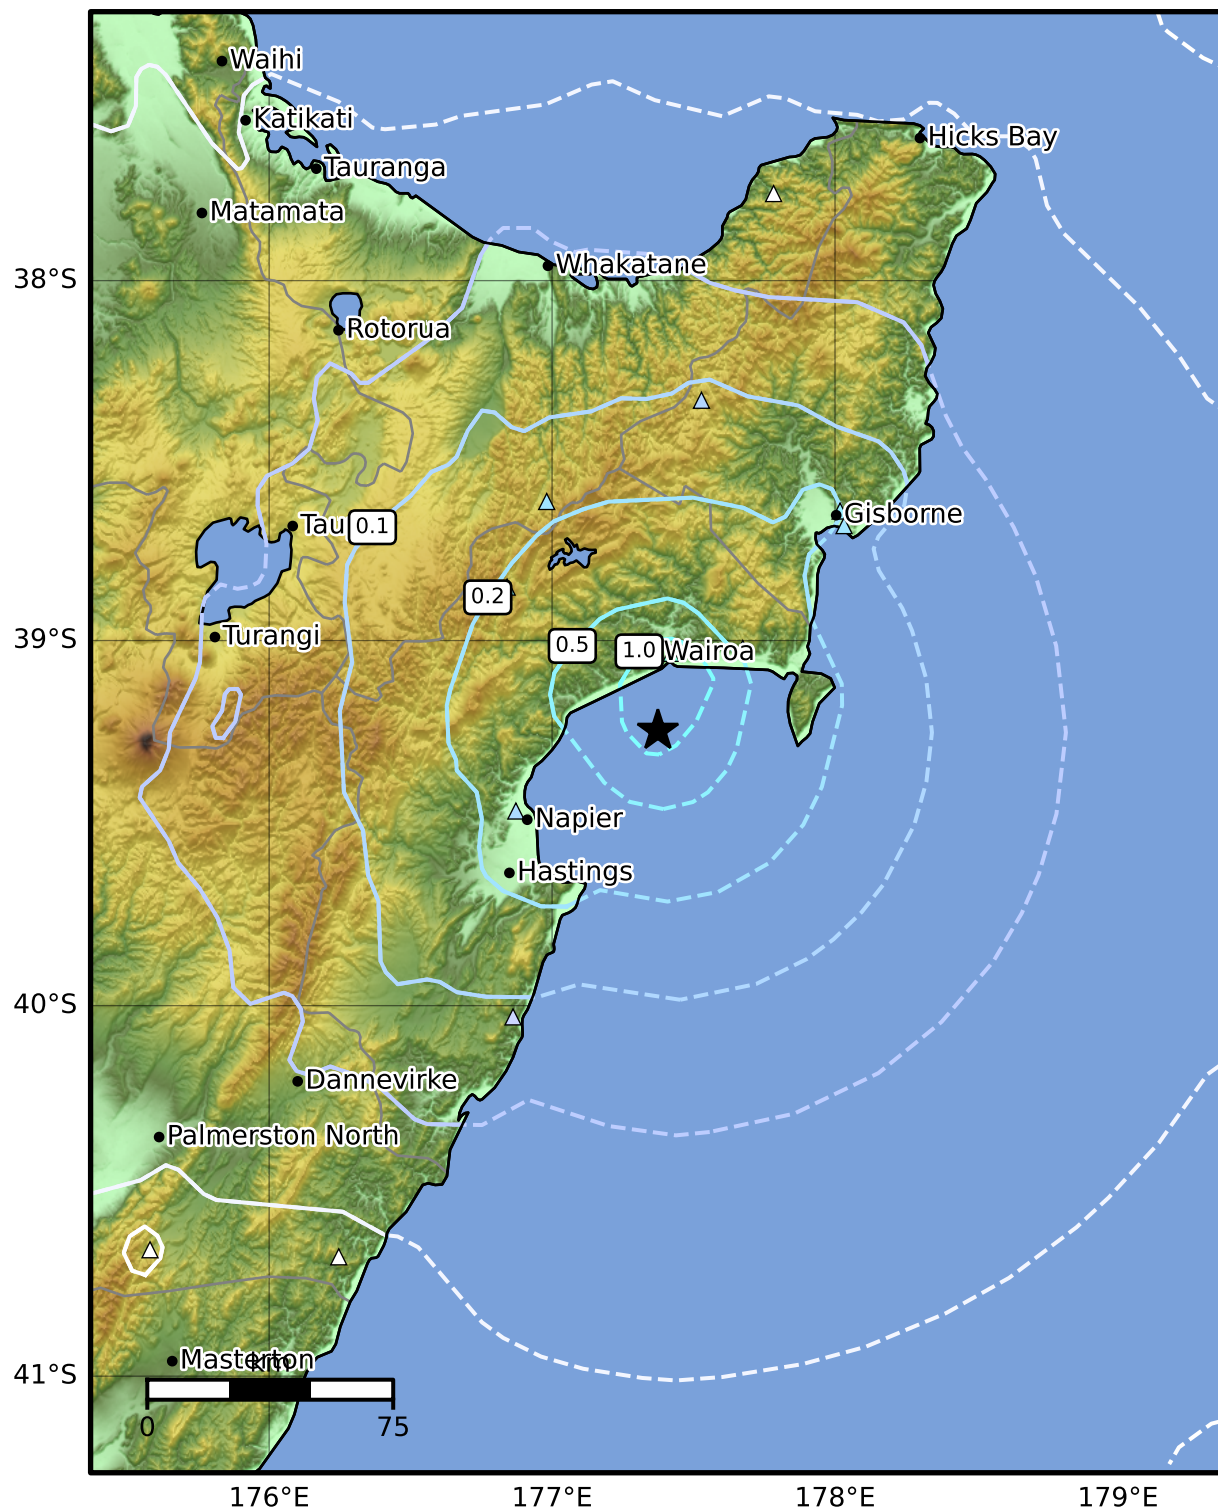 Waihi
Katikati
Hicks Bay
Tauranga
Matamata
Whakatane
38°S
Rotorua
Gisborne
Tau
0.1
0.2
Turangi
39°S
0.5
1.0
Wairoa
Napier
Hastings
40°S
Dannevirke
Palmerston North
Masterton
km
41°S
0
75
176°E
177°E
178°E
179°E